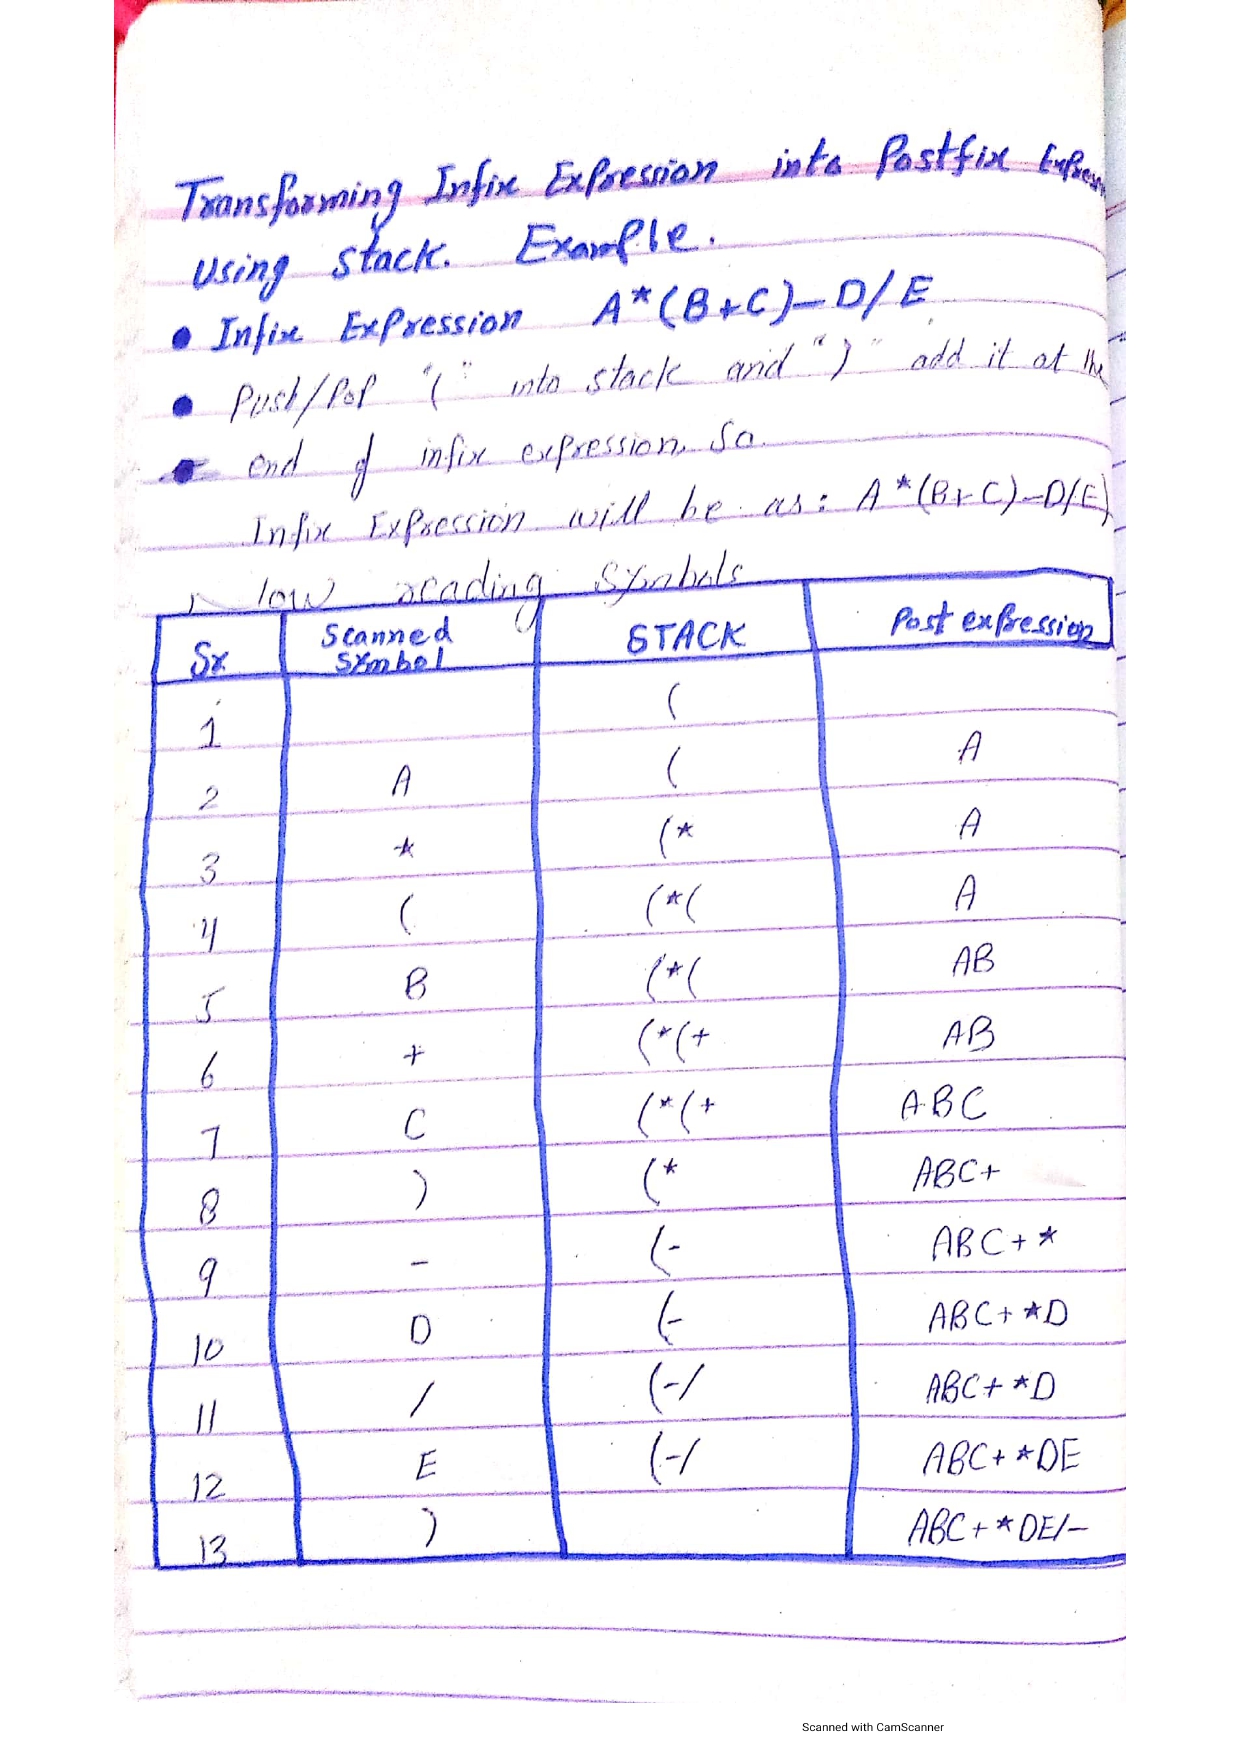 Transforming Infix Expression into Postfix Express
Using Stack. Example.
• Infix Expression A*(B+C)-D/E
• Push/Pop "(" into stack and ")" add it at the
• end of infix expression. So.
Infix Expression will be as: A*(B+C)-D/E)
Now reading Symbols
Sr Scanned Symbol STACK Post expression
1 (
2 A ( A
3 * (* A
4 ( (*( A
5 B (*( AB
6 + (*(+ AB
7 C (*(+ ABC
8 ) (* ABC+
9 - (- ABC+*
10 D (- ABC+*D
11 / (-/ ABC+*D
12 E (-/ ABC+*DE
13 ) ABC+*DE/-
Scanned with CamScanner